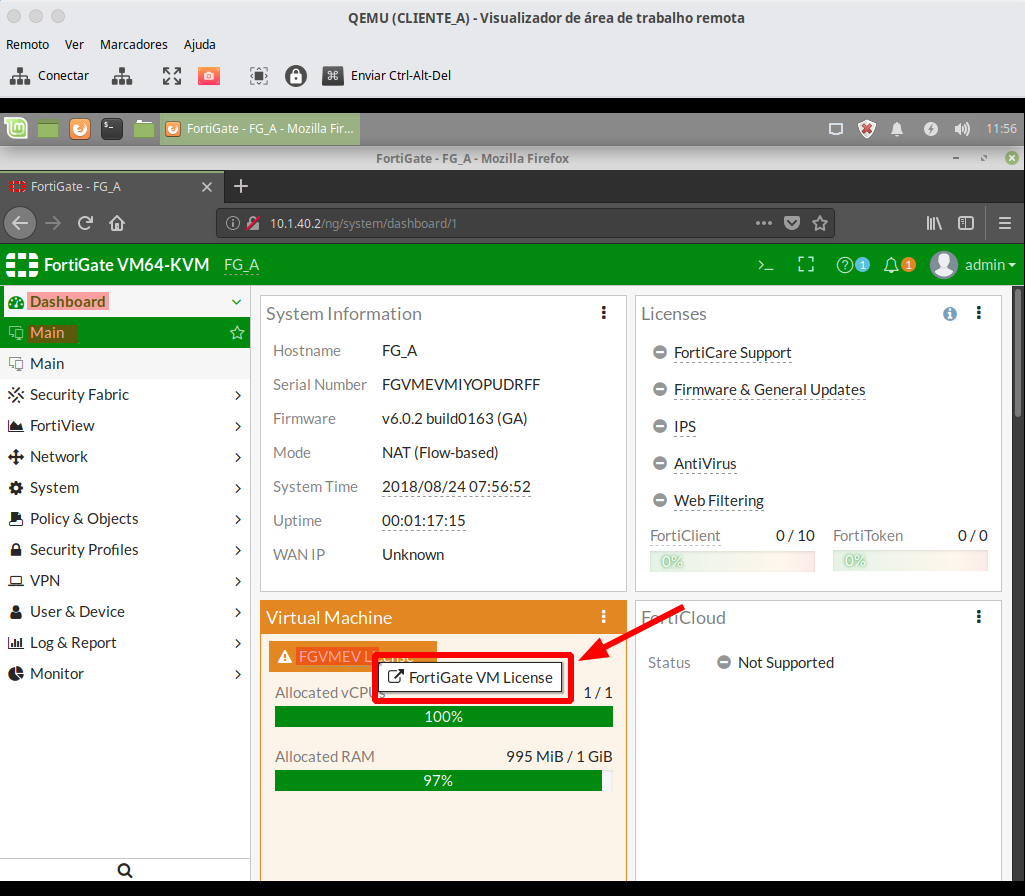 QEMU (CLIENTE_A) - Visualizador de área de trabalho remota
Remoto Ver Marcadores Ajuda
Conectar Enviar Ctrl-Alt-Del
FortiGate - FG_A - Mozilla Fir... 11:56
FortiGate - FG_A - Mozilla Firefox
FortiGate - FG_A
10.1.40.2/ng/system/dashboard/1
FortiGate VM64-KVM FG_A >_ 1 1 admin
Dashboard
Main
Main
Security Fabric
FortiView
Network
System
Policy & Objects
Security Profiles
VPN
User & Device
Log & Report
Monitor
System Information
Hostname FG_A
Serial Number FGVMEVMIYOPUDRFF
Firmware v6.0.2 build0163 (GA)
Mode NAT (Flow-based)
System Time 2018/08/24 07:56:52
Uptime 00:01:17:15
WAN IP Unknown
Licenses
FortiCare Support
Firmware & General Updates
IPS
AntiVirus
Web Filtering
FortiClient 0 / 10 FortiToken 0 / 0
0% 0%
Virtual Machine
FGVMEV License
FortiGate VM License
Allocated vCPUs 1 / 1
100%
Allocated RAM 995 MiB / 1 GiB
97%
FortiCloud
Status Not Supported